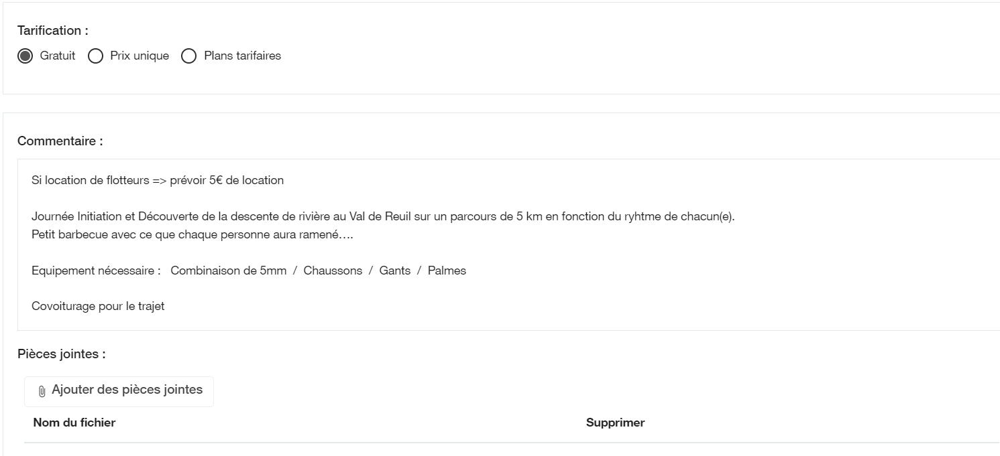 Tarification :
Gratuit Prix unique Plans tarifaires
Commentaire :
Si location de flotteurs => prévoir 5€ de location
Journée Initiation et Découverte de la descente de rivière au Val de Reuil sur un parcours de 5 km en fonction du ryhtme de chacun(e).
Petit barbecue avec ce que chaque personne aura ramené….
Equipement nécessaire : Combinaison de 5mm / Chaussons / Gants / Palmes
Covoiturage pour le trajet
Pièces jointes :
Ajouter des pièces jointes
Nom du fichier Supprimer